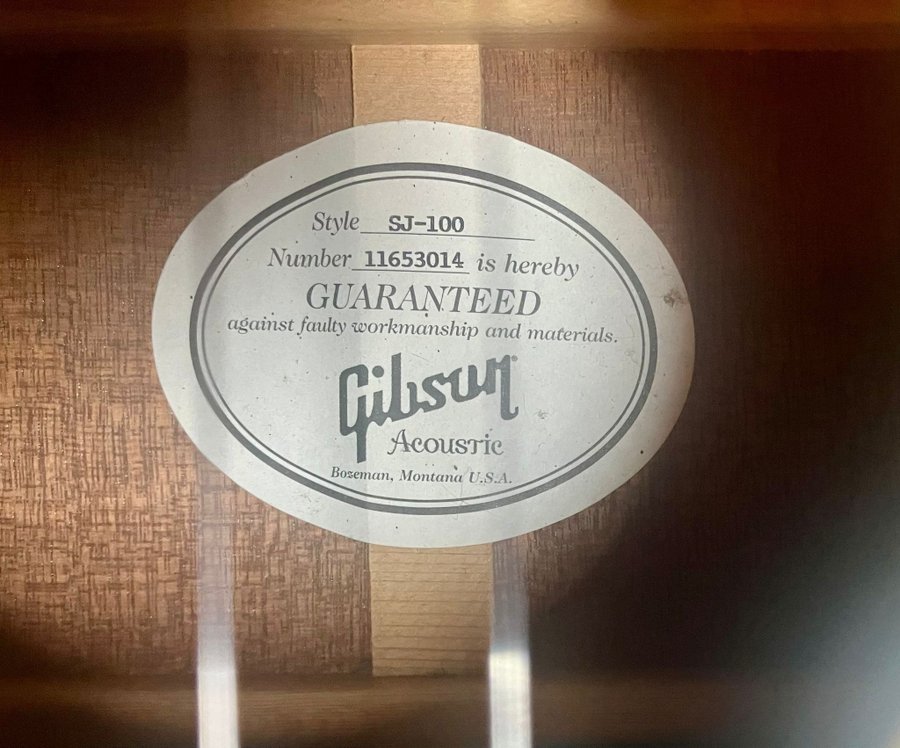 Style SJ-100
Number 11653014 is hereby
GUARANTEED
against faulty workmanship and materials.
Gibson®
Acoustic
Bozeman, Montana U.S.A.